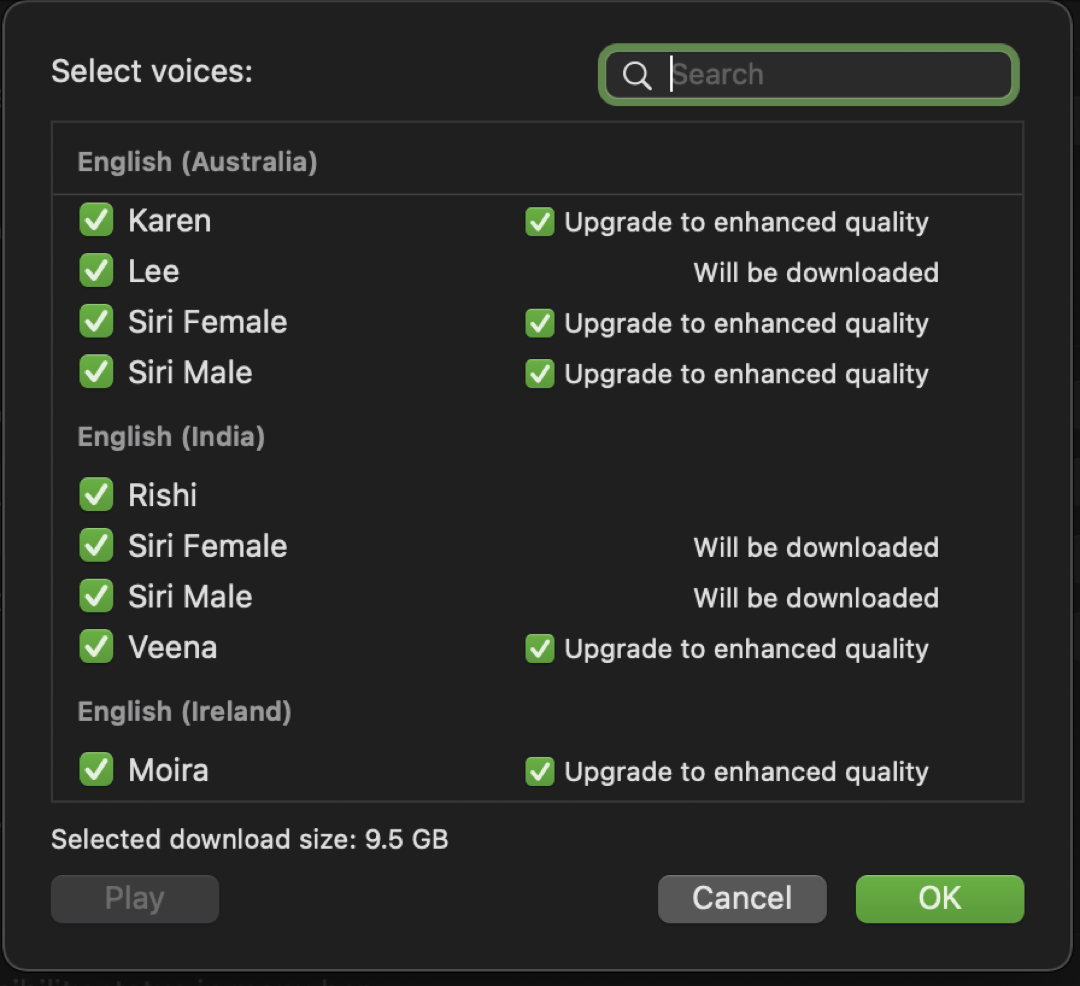 Select voices:
Search
English (Australia)
Karen Upgrade to enhanced quality
Lee Will be downloaded
Siri Female Upgrade to enhanced quality
Siri Male Upgrade to enhanced quality
English (India)
Rishi
Siri Female Will be downloaded
Siri Male Will be downloaded
Veena Upgrade to enhanced quality
English (Ireland)
Moira Upgrade to enhanced quality
Selected download size: 9.5 GB
Play Cancel OK